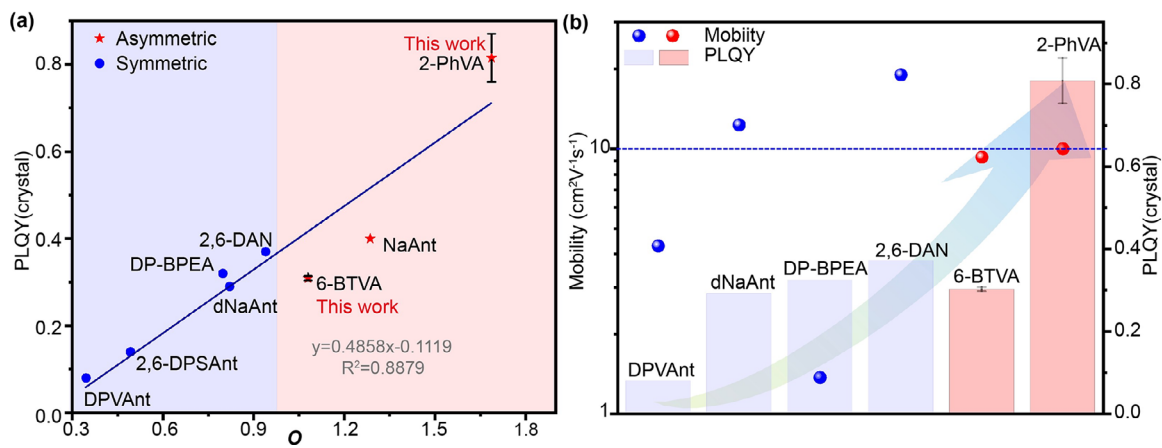 (a)
Asymmetric
Symmetric
This work
2-PhVA
2,6-DAN
DP-BPEA
NaAnt
dNaAnt
6-BTVA
This work
2,6-DPSAnt
y=0.4858x-0.1119
R²=0.8879
DPVAnt
PLQY(crystal)
0.8
0.6
0.4
0.2
0.0
0.3
0.6
0.9
1.2
1.5
1.8
O
(b)
Mobiity
PLQY
2-PhVA
2,6-DAN
DP-BPEA
dNaAnt
6-BTVA
DPVAnt
Mobility (cm²V⁻¹s⁻¹)
10
1
PLQY(crystal)
0.8
0.6
0.4
0.2
0.0